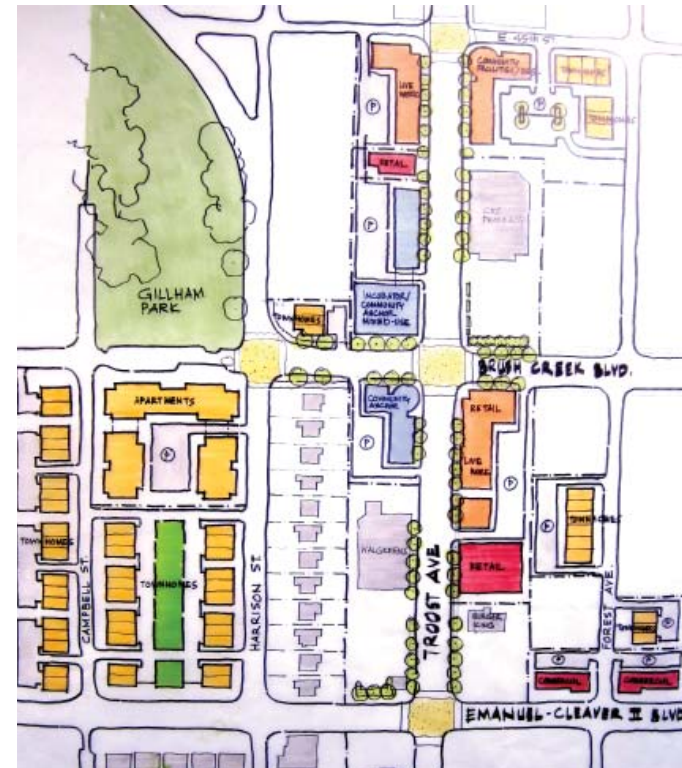 E 45TH ST.
COMMUNITY
TOWNHOMES
LIVE
WORK
P
P
TOWNHOMES
RETAIL
P
GILLHAM
PARK
INCUBATOR/
COMMUNITY
ANCHOR
MIXED-USE
TOWNHOMES
BRUSH CREEK BLVD.
APARTMENTS
COMMUNITY
ANCHOR
RETAIL
P
P
LIVE
WORK
P
TOWNHOMES
P
TOWNHOMES
WALGREENS
RETAIL
TOWNHOMES
CAMPBELL ST.
HARRISON ST.
TROOST AVE
FOREST AVE.
BURGER
KING
TOWNHOMES
P
P
P
COMMERCIAL
COMMERCIAL
EMANUEL-CLEAVER II BLVD